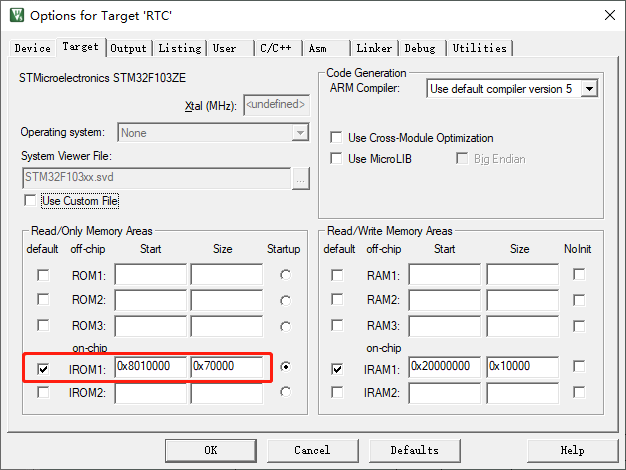 Options for Target 'RTC'
Device Target Output Listing User C/C++ Asm Linker Debug Utilities
STMicroelectronics STM32F103ZE
Xtal (MHz): <undefined>
Operating system: None
System Viewer File:
STM32F103xx.svd ...
Use Custom File
Code Generation
ARM Compiler: Use default compiler version 5
Use Cross-Module Optimization
Use MicroLIB Big Endian
Read/Only Memory Areas
default off-chip Start Size Startup
ROM1:
ROM2:
ROM3:
on-chip
IROM1: 0x8010000 0x70000
IROM2:
Read/Write Memory Areas
default off-chip Start Size NoInit
RAM1:
RAM2:
RAM3:
on-chip
IRAM1: 0x20000000 0x10000
IRAM2:
OK Cancel Defaults Help